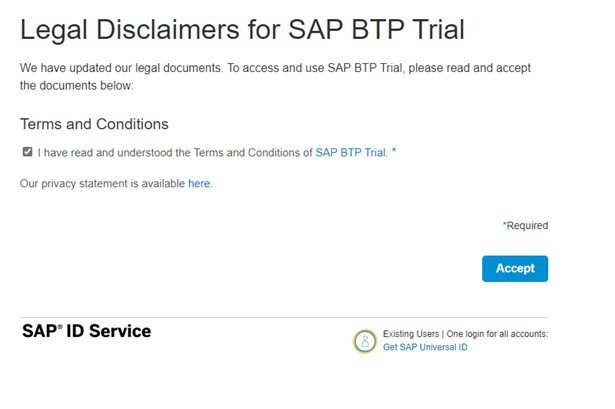 Legal Disclaimers for SAP BTP Trial
We have updated our legal documents. To access and use SAP BTP Trial, please read and accept
the documents below:
Terms and Conditions
I have read and understood the Terms and Conditions of SAP BTP Trial. *
Our privacy statement is available here.
*Required
Accept
SAP® ID Service
Existing Users | One login for all accounts:
Get SAP Universal ID